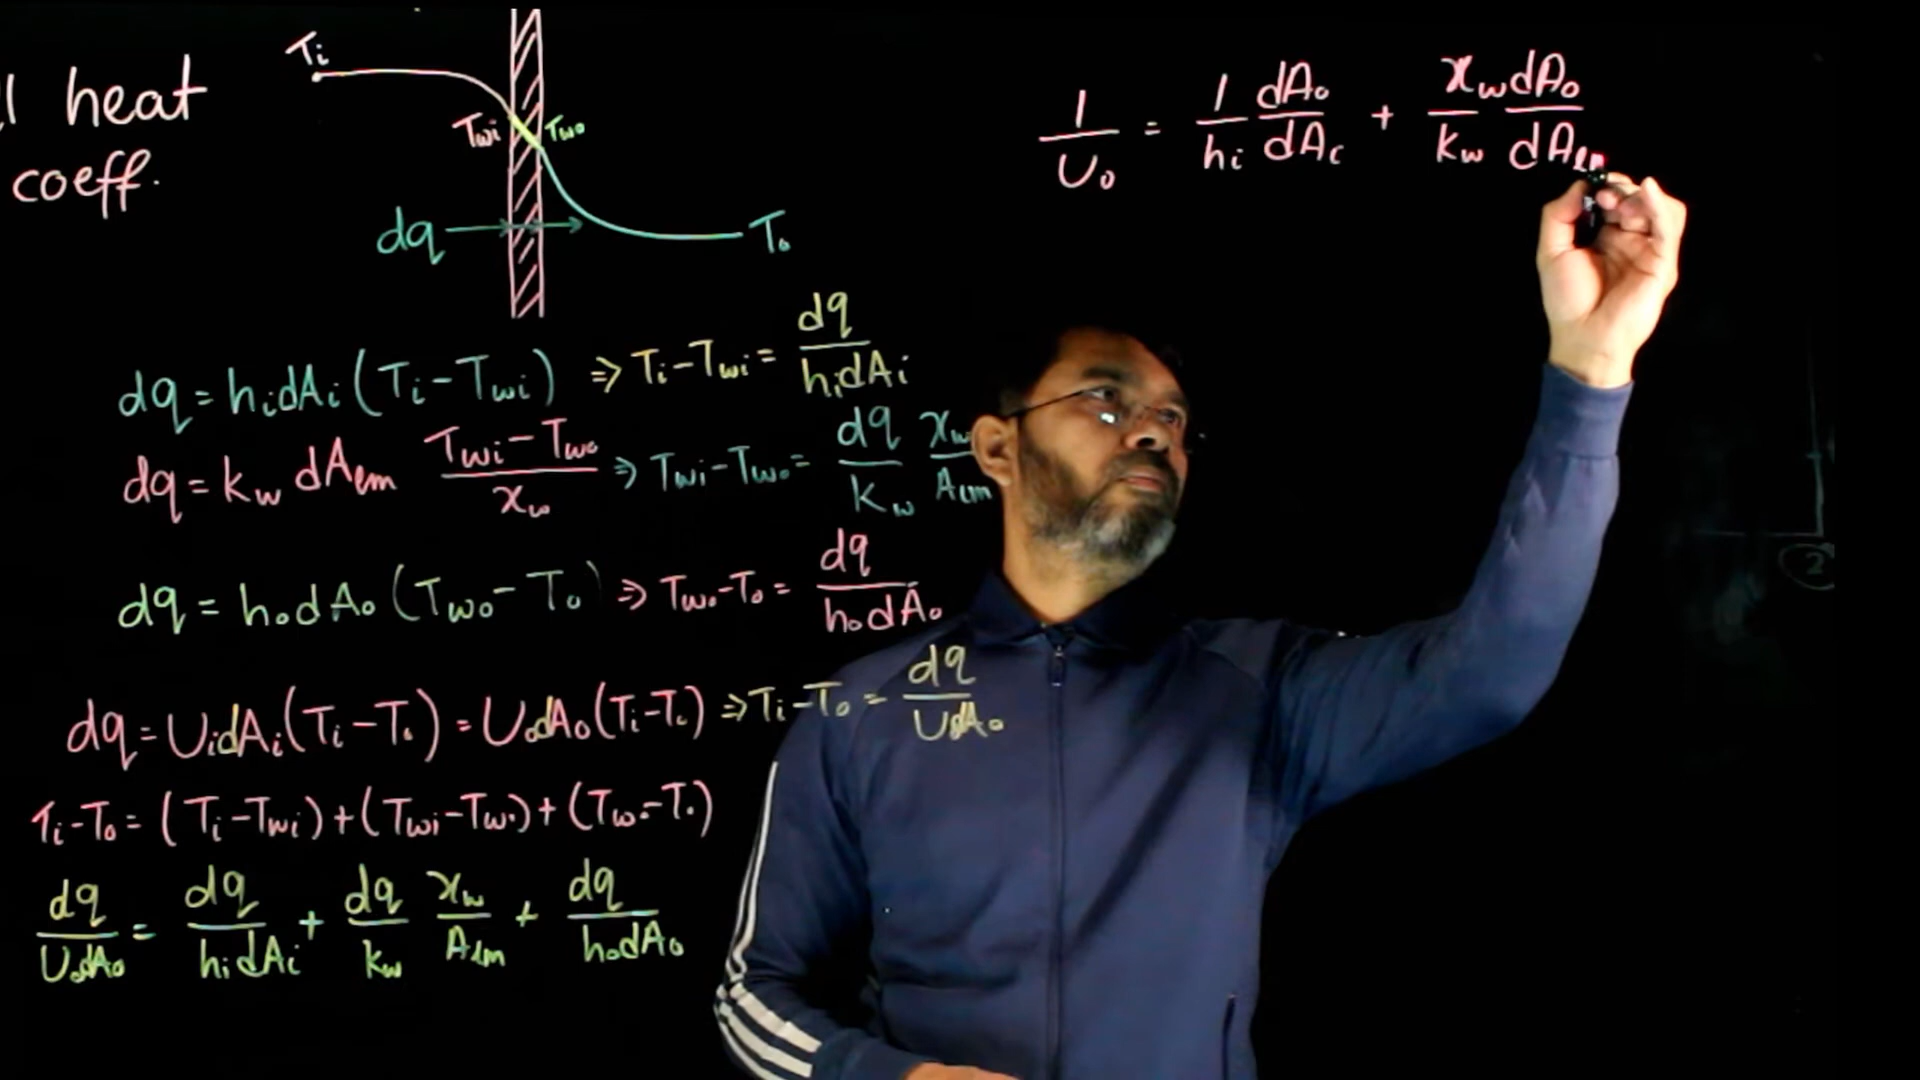 heat
coeff.
Ti
Twi Two
dq To
dq = hidAi (Ti - Twi) ⇒ Ti - Twi = dq / hidAi
dq = kw dAlm (Twi - Two) / xw ⇒ Twi - Two = dq / kw xw / Alm
dq = hodAo (Two - To) ⇒ Two - To = dq / hodAo
dq = UidAi (Ti - To) = UodAo (Ti - To) ⇒ Ti - To = dq / UodAo
Ti - To = (Ti - Twi) + (Twi - Two) + (Two - To)
dq / UodAo = dq / hidAi + dq / kw xw / Alm + dq / hodAo
1 / Uo = 1 / hi dAo / dAi + xw / kw dAo / dAlm
2